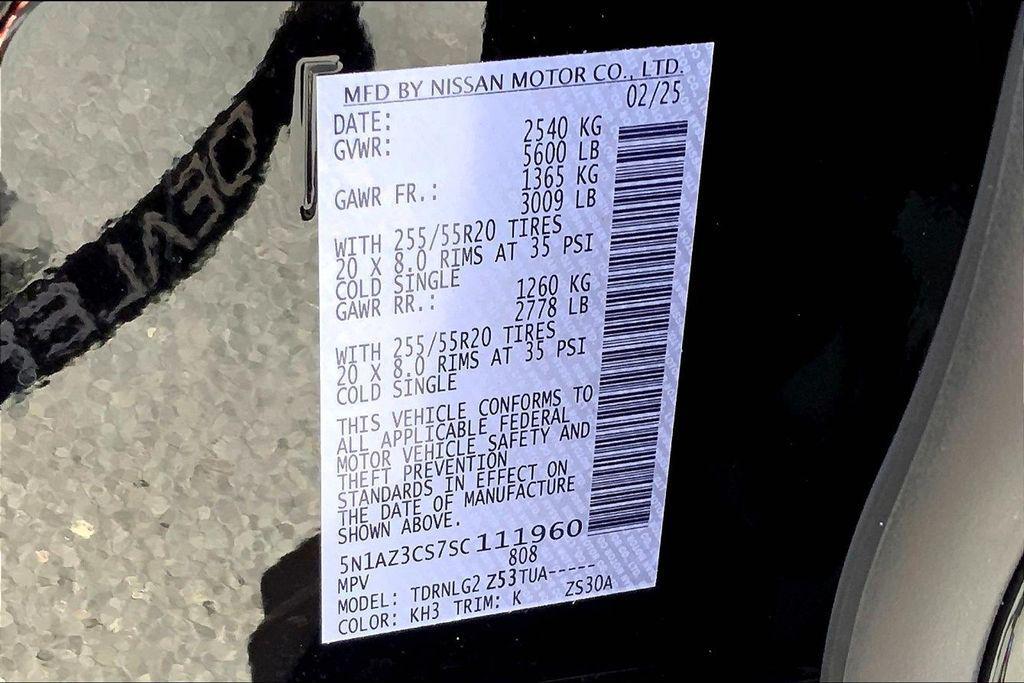 MFD BY NISSAN MOTOR CO., LTD.
DATE: 02/25
GVWR: 2540 KG
5600 LB
GAWR FR.: 1365 KG
3009 LB
WITH 255/55R20 TIRES
20 X 8.0 RIMS AT 35 PSI
COLD SINGLE
GAWR RR.: 1260 KG
2778 LB
WITH 255/55R20 TIRES
20 X 8.0 RIMS AT 35 PSI
COLD SINGLE
THIS VEHICLE CONFORMS TO
ALL APPLICABLE FEDERAL
MOTOR VEHICLE SAFETY AND
THEFT PREVENTION
STANDARDS IN EFFECT ON
THE DATE OF MANUFACTURE
SHOWN ABOVE.
5N1AZ3CS7SC111960
MPV 808
MODEL: TDRNLG2 Z53TUA-----
COLOR: KH3 TRIM: K ZS30A